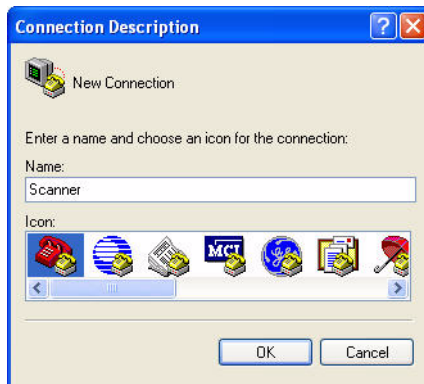 Connection Description
New Connection
Enter a name and choose an icon for the connection:
Name:
Scanner
Icon:
MCI
OK Cancel